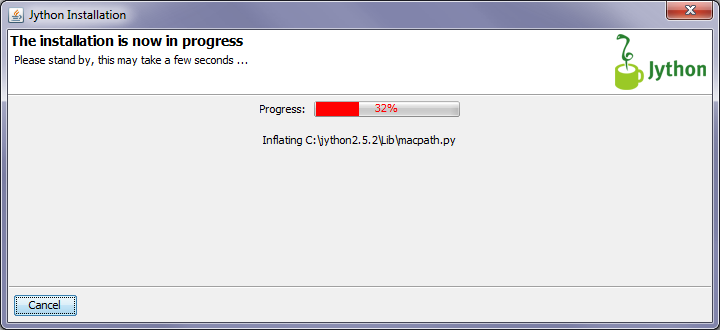 Jython Installation
The installation is now in progress
Please stand by, this may take a few seconds ...
Jython
Progress: 32%
Inflating C:\jython2.5.2\Lib\macpath.py
Cancel